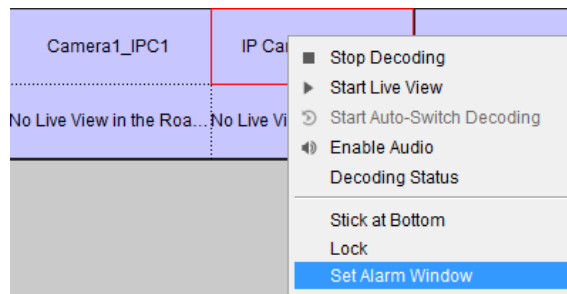 Camera1_IPC1
IP Ca
No Live View in the Roa...
No Live Vi
Stop Decoding
Start Live View
Start Auto-Switch Decoding
Enable Audio
Decoding Status
Stick at Bottom
Lock
Set Alarm Window